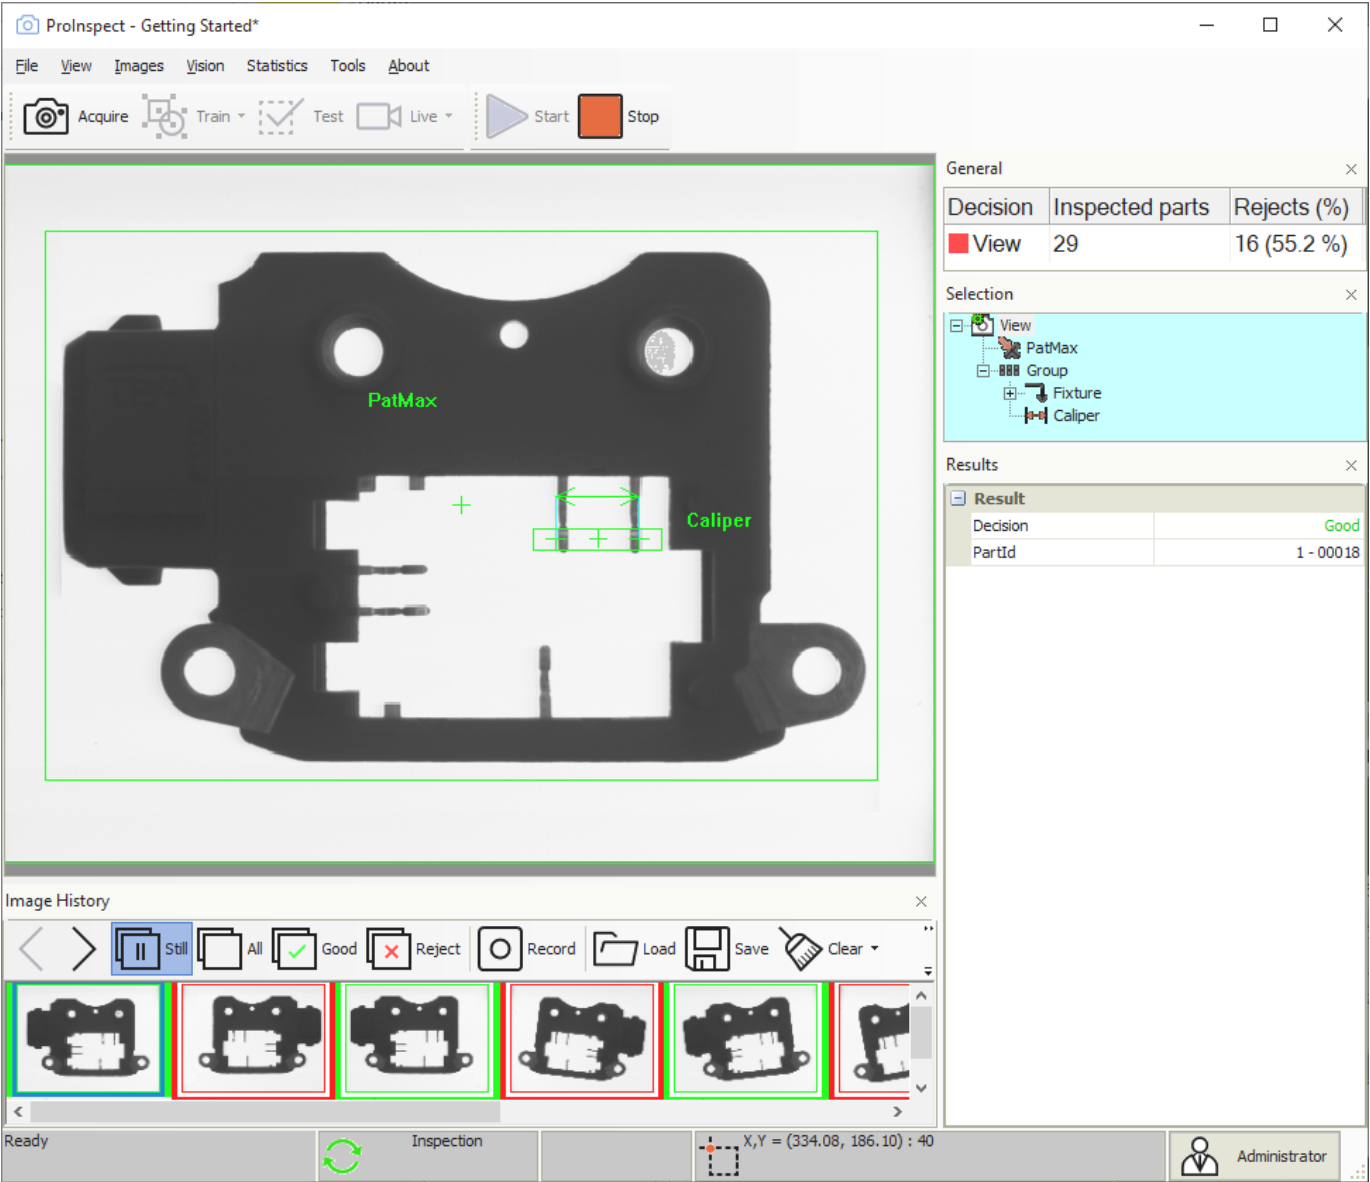 ProInspect - Getting Started*
File View Images Vision Statistics Tools About
Acquire Train Test Live Start Stop
General
Decision Inspected parts Rejects (%)
View 29 16 (55.2 %)
Selection
View
PatMax
Group
Fixture
Caliper
PatMax
Caliper
Results
Result
Decision Good
PartId 1 - 00018
Image History
Still All Good Reject Record Load Save Clear
Ready Inspection X,Y = (334.08, 186.10) : 40 Administrator